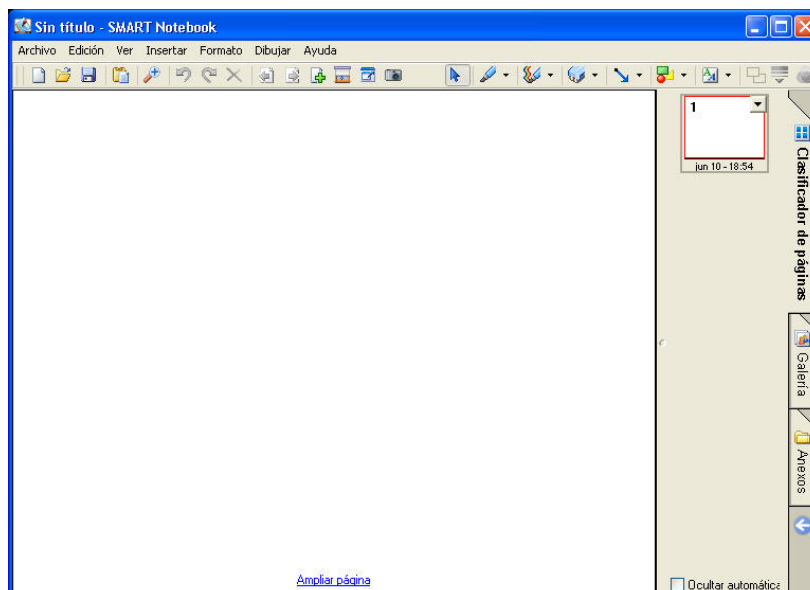 Sin título - SMART Notebook
Archivo Edición Ver Insertar Formato Dibujar Ayuda
1
jun 10 - 18:54
Clasificador de páginas
Galería
Anexos
Ampliar página
Ocultar automática